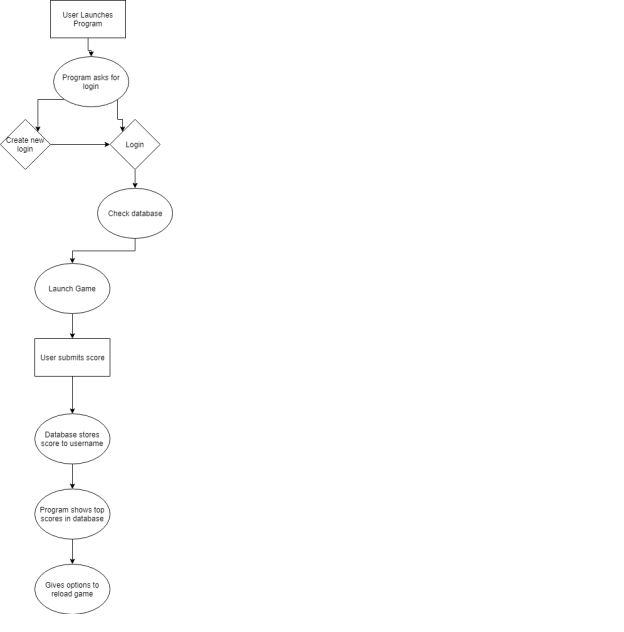 User Launches
Program
Program asks for
login
Create new
login
Login
Check database
Launch Game
User submits score
Database stores
score to username
Program shows top
scores in database
Gives options to
reload game